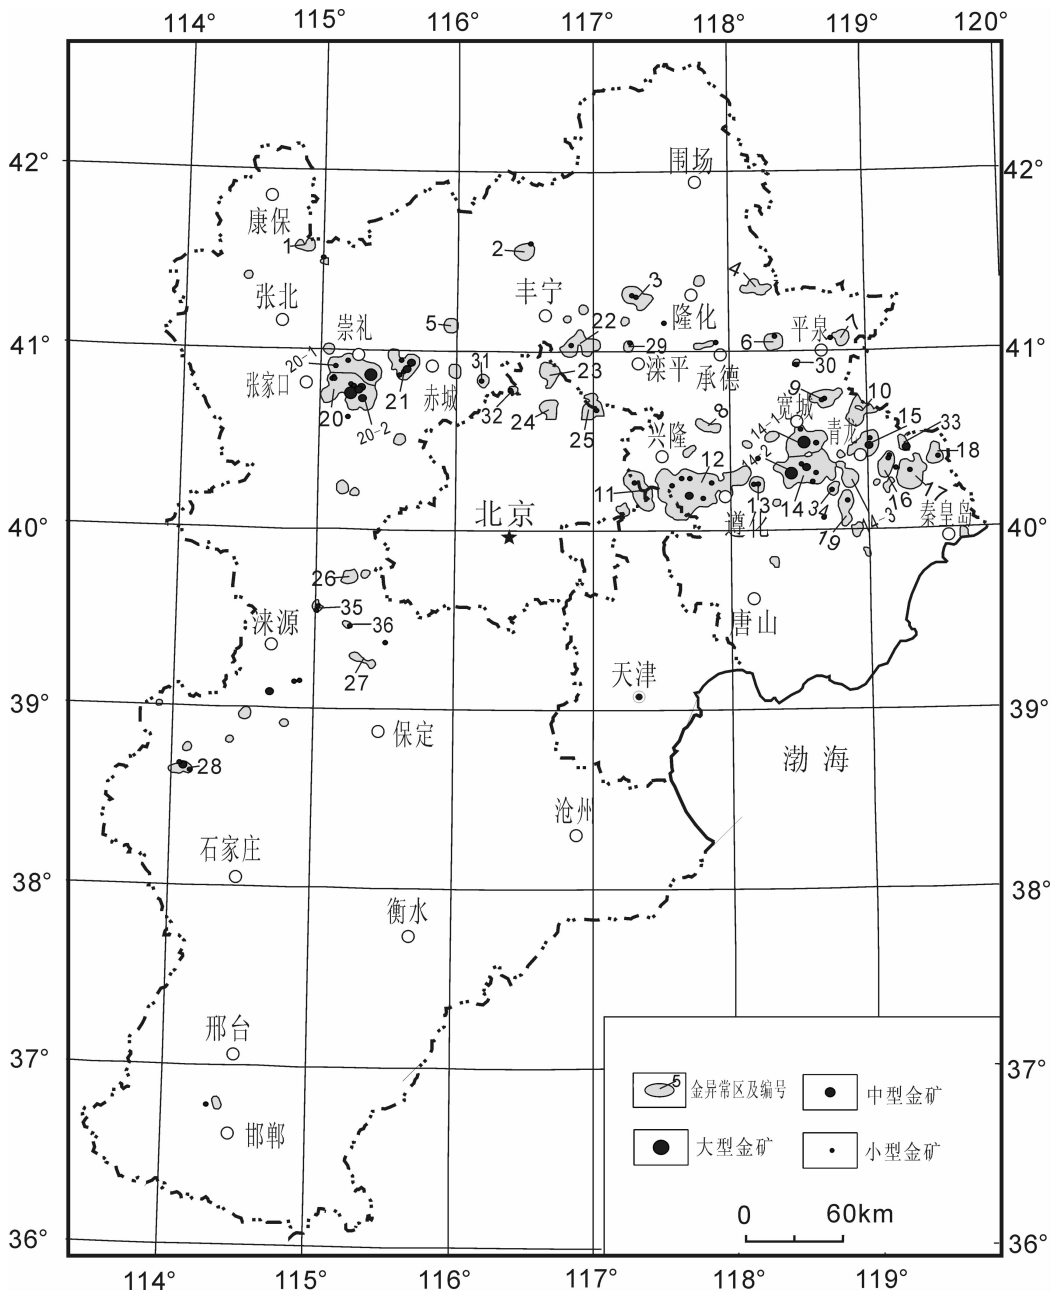 114° 115° 116° 117° 118° 119° 120°
42° 42°
围场
康保
1
2
丰宁
3
4
张北
崇礼
5
22
隆化
6
平泉
7
41° 41°
20-1
31
29
滦平
承德
30
张家口
23
9
宽城
10
20
21
赤城
32
24
25
8
14-1
青龙
15
33
20-2
兴隆
12
14-2
18
11
13
14
34
16
17
北京
遵化
19
14-3
秦皇岛
40° 40°
26
35
涞源
36
唐山
27
天津
39° 39°
保定
28
渤海
沧州
石家庄
38° 38°
衡水
邢台
37° 37°
5
金异常区及编号
中型金矿
邯郸
大型金矿
小型金矿
0 60km
36° 36°
114° 115° 116° 117° 118° 119°